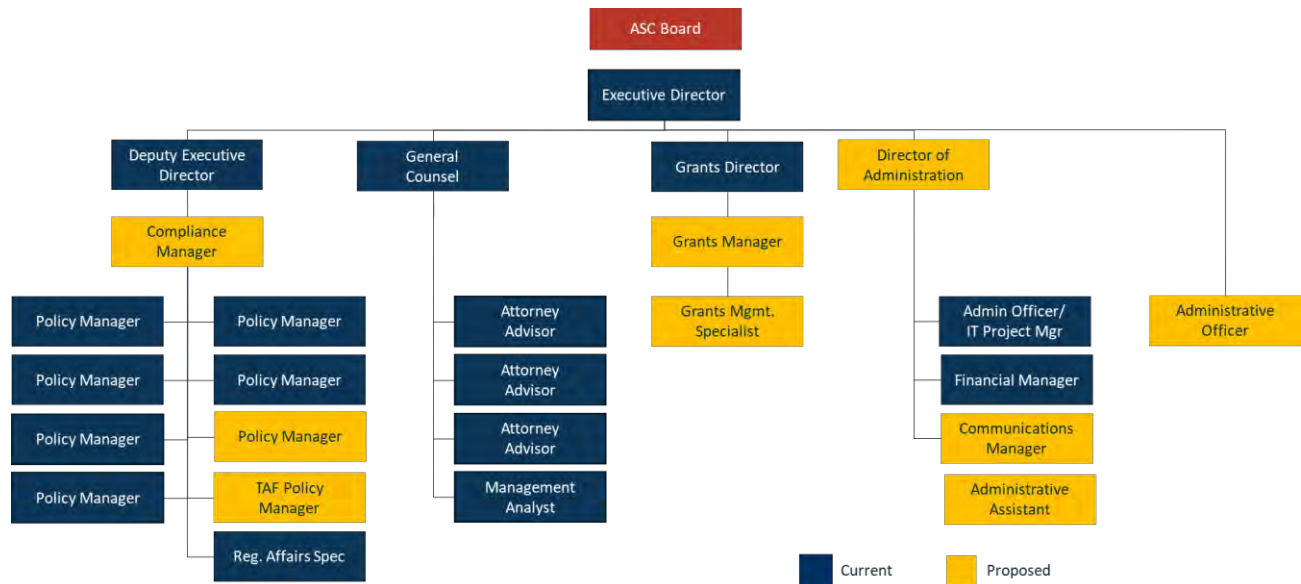 ASC Board
Executive Director
Deputy Executive
Director
General
Counsel
Grants Director
Director of
Administration
Compliance
Manager
Grants Manager
Policy Manager
Policy Manager
Attorney
Advisor
Grants Mgmt.
Specialist
Admin Officer/
IT Project Mgr
Administrative
Officer
Policy Manager
Policy Manager
Attorney
Advisor
Financial Manager
Policy Manager
Policy Manager
Attorney
Advisor
Communications
Manager
Policy Manager
TAF Policy
Manager
Management
Analyst
Administrative
Assistant
Reg. Affairs Spec
Current
Proposed